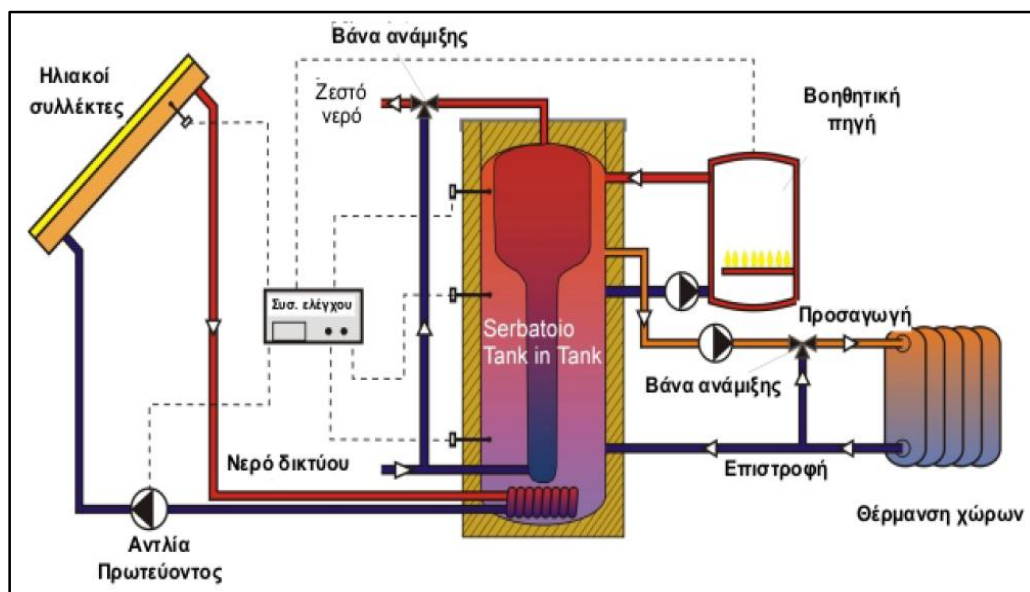 Βάνα ανάμιξης
Ηλιακοί
συλλέκτες
Ζεστό
νερό
Βοηθητική
πηγή
Συσ. ελέγχου
Serbatoio
Tank in Tank
Προσαγωγή
Βάνα ανάμιξης
Νερό δικτύου
Επιστροφή
Θέρμανση χώρων
Αντλία
Πρωτεύοντος